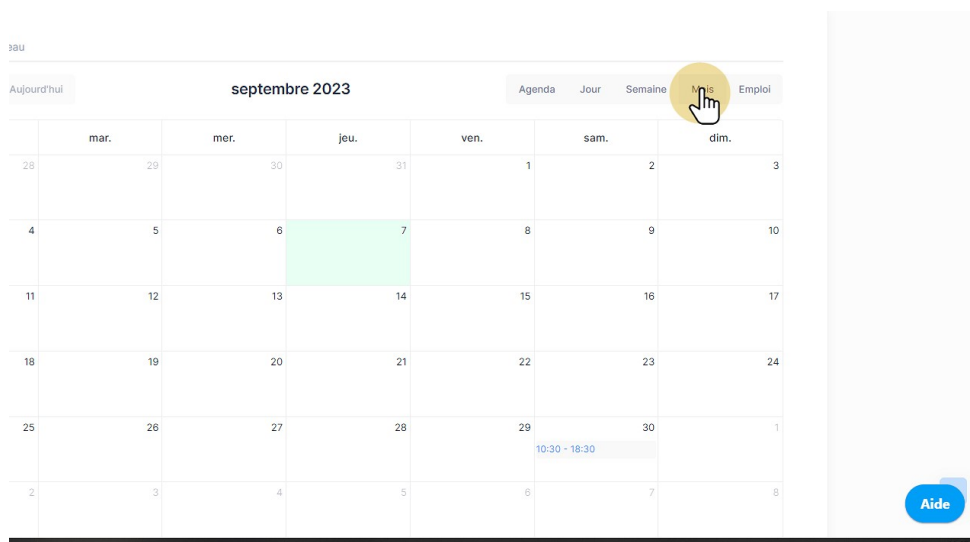 eau
Aujourd'hui septembre 2023 Agenda Jour Semaine Mois Emploi
mar. mer. jeu. ven. sam. dim.
28 29 30 31 1 2 3
4 5 6 7 8 9 10
11 12 13 14 15 16 17
18 19 20 21 22 23 24
25 26 27 28 29 30 1
10:30 - 18:30
2 3 4 5 6 7 8
Aide